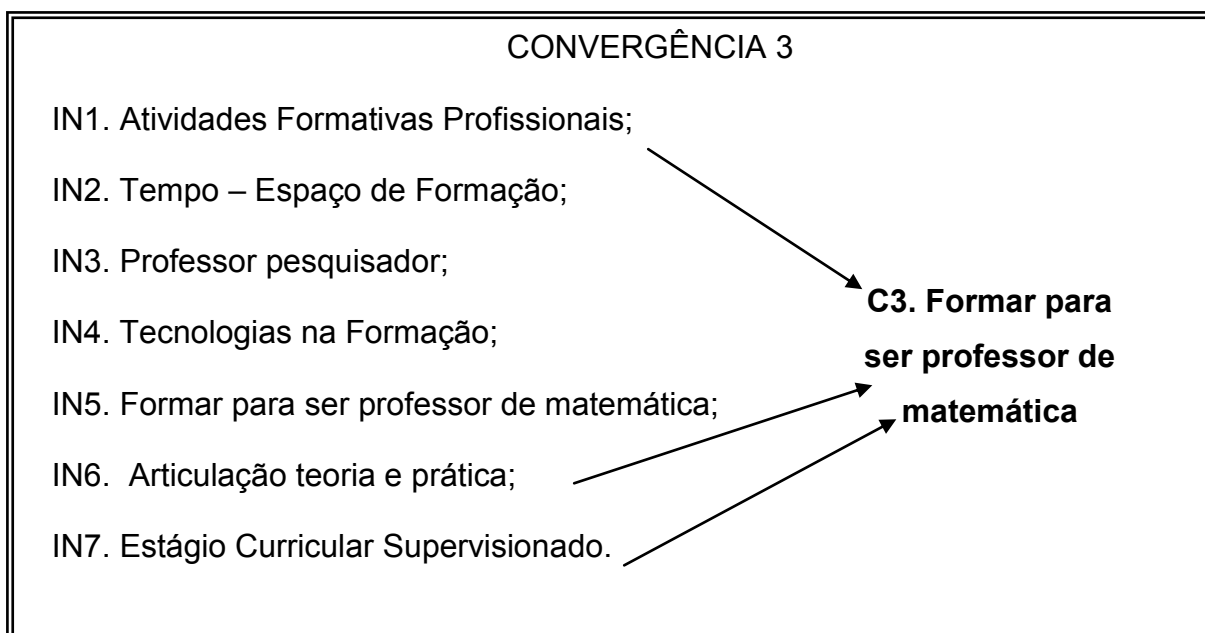 CONVERGÊNCIA 3
IN1. Atividades Formativas Profissionais;
IN2. Tempo – Espaço de Formação;
IN3. Professor pesquisador;
IN4. Tecnologias na Formação;
IN5. Formar para ser professor de matemática;
IN6. Articulação teoria e prática;
IN7. Estágio Curricular Supervisionado.
C3. Formar para
ser professor de
matemática